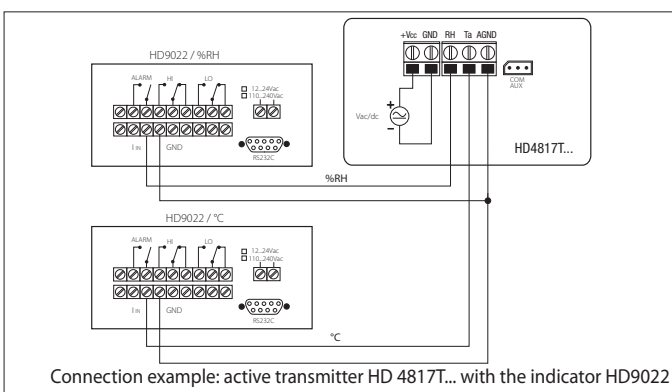 HD9022 / %RH
ALARM HI LO
12...24Vac
110...240Vac
I IN GND
RS232C
%RH
+Vcc GND RH Ta AGND
COM
AUX
Vac/dc
+
−
HD4817T...
HD9022 / °C
ALARM HI LO
12...24Vac
110...240Vac
I IN GND
RS232C
°C
Connection example: active transmitter HD 4817T... with the indicator HD9022